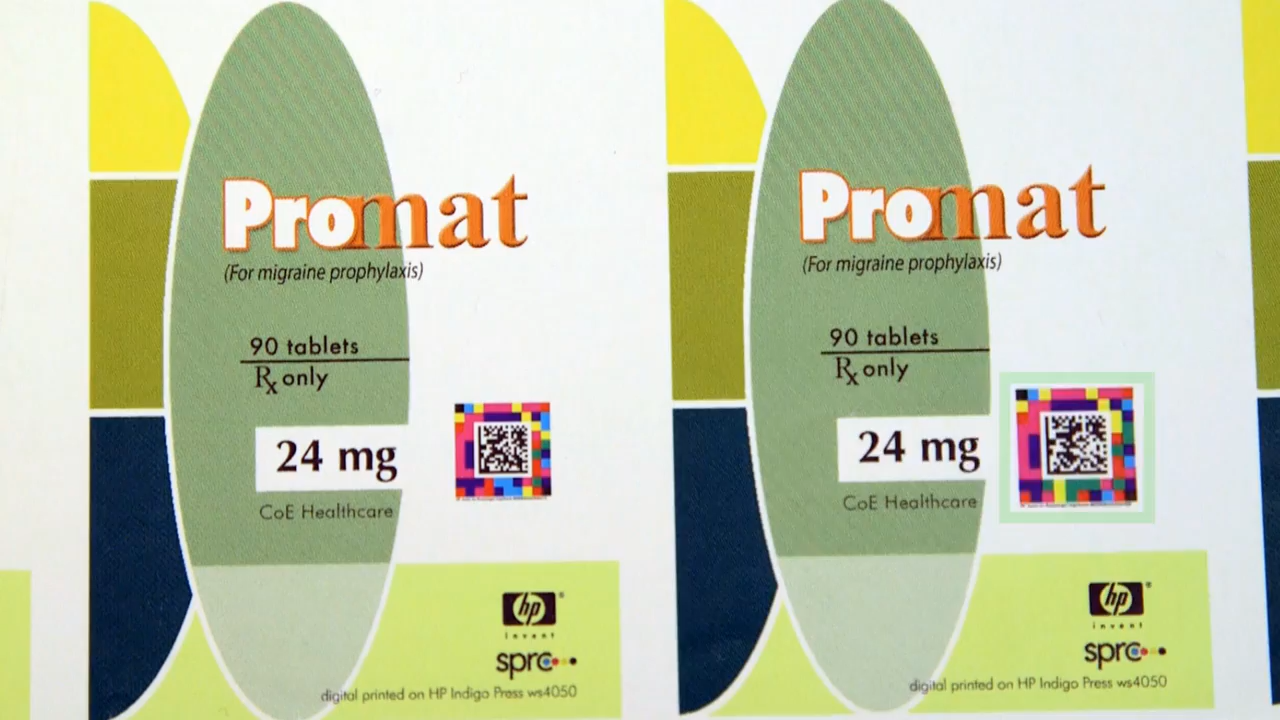 Promat
(For migraine prophylaxis)
90 tablets
Rx only
24 mg
CoE Healthcare
hp
invent
sprc
digital printed on HP Indigo Press ws4050
Promat
(For migraine prophylaxis)
90 tablets
Rx only
24 mg
CoE Healthcare
hp
invent
sprc
digital printed on HP Indigo Press ws4050